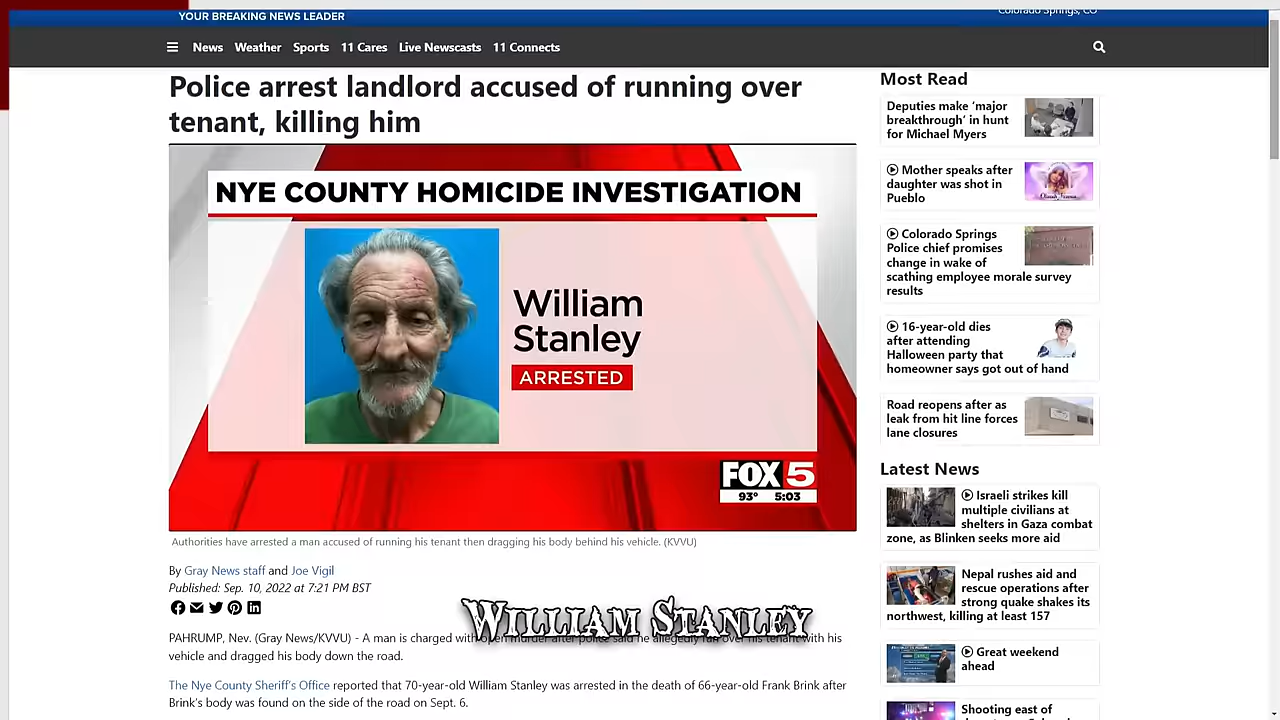 YOUR BREAKING NEWS LEADER
Colorado Springs, CO
News Weather Sports 11 Cares Live Newscasts 11 Connects
Police arrest landlord accused of running over
tenant, killing him
NYE COUNTY HOMICIDE INVESTIGATION
William
Stanley
ARRESTED
FOX 5
93° 5:03
Authorities have arrested a man accused of running his tenant then dragging his body behind his vehicle. (KVVU)
By Gray News staff and Joe Vigil
Published: Sep. 10, 2022 at 7:21 PM BST
WILLIAM STANLEY
PAHRUMP, Nev. (Gray News/KVVU) - A man is charged with open murder after police said he allegedly ran over his tenant with his
vehicle and dragged his body down the road.
The Nye County Sheriff's Office reported that 70-year-old William Stanley was arrested in the death of 66-year-old Frank Brink after
Brink's body was found on the side of the road on Sept. 6.
Most Read
Deputies make ‘major
breakthrough’ in hunt
for Michael Myers
Mother speaks after
daughter was shot in
Pueblo
Colorado Springs
Police chief promises
change in wake of
scathing employee morale survey
results
16-year-old dies
after attending
Halloween party that
homeowner says got out of hand
Road reopens after as
leak from hit line forces
lane closures
Latest News
Israeli strikes kill
multiple civilians at
shelters in Gaza combat
zone, as Blinken seeks more aid
Nepal rushes aid and
rescue operations after
strong quake shakes its
northwest, killing at least 157
Great weekend
ahead
Shooting east of